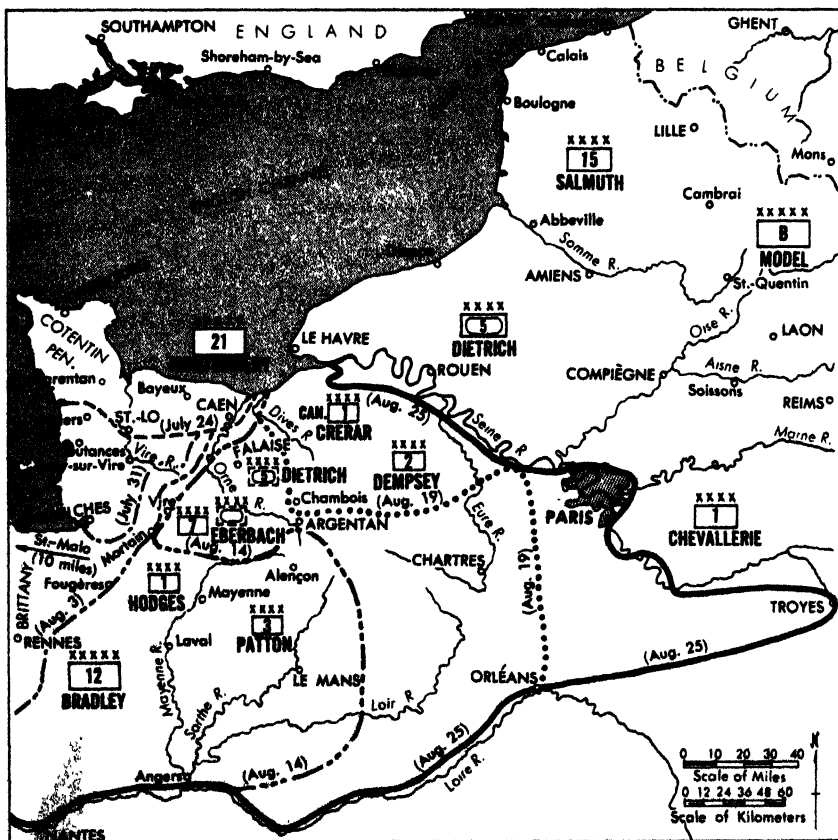 SOUTHAMPTON
ENGLAND
Shoreham-by-Sea
GHENT
Calais
BELGIUM
Boulogne
LILLE
Mons
XXXX
15
SALMUTH
Cambrai
XXXXX
B
MODEL
Abbeville
Somme R.
AMIENS
St.-Quentin
Oise R.
LAON
COTENTIN
PEN.
21
LE HAVRE
XXXX
5
DIETRICH
ROUEN
COMPIÈGNE
Aisne R.
Soissons
REIMS
Bayeux
CAEN
Dives R
CAN.
XXXX
1
CRERAR
(Aug. 25)
Seine R
Marne R.
ST.-LO
(July 24)
Vire R.
FALAISE
XXXX
DIETRICH
XXXX
2
DEMPSEY
(Aug. 19)
Orne R.
Chambois
(July 31)
Vire
XXXX
7
XXXX
EBERBACH
ARGENTAN
Eure R.
PARIS
XXXX
1
CHEVALLERIE
St.-Malo
(10 miles)
Mortain
(Aug. 14)
Fougères
XXXX
1
HODGES
Alençon
CHARTRES
(Aug. 19)
BRITTANY
(Aug. 3)
Mayenne
XXXX
3
PATTON
TROYES
RENNES
Laval
XXXXX
12
BRADLEY
Mayenne R.
Sarthe R.
LE MANS
Loir R
ORLÉANS
(Aug. 25)
Angers
(Aug. 14)
(Aug. 25)
Loire R.
N
0 10 20 30 40
Scale of Miles
0 12 24 36 48 60
Scale of Kilometers